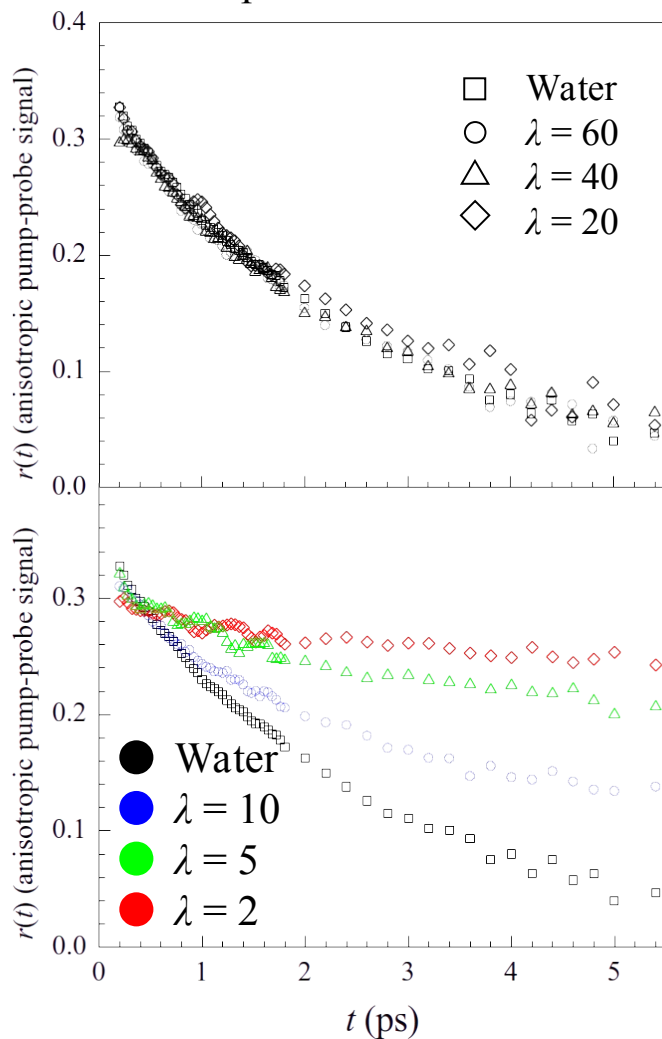 0.4
0.3
0.2
0.1
0.0
r(t) (anisotropic pump-probe signal)
Water
λ = 60
λ = 40
λ = 20
0.3
0.2
0.1
0.0
r(t) (anisotropic pump-probe signal)
Water
λ = 10
λ = 5
λ = 2
0 1 2 3 4 5
t (ps)